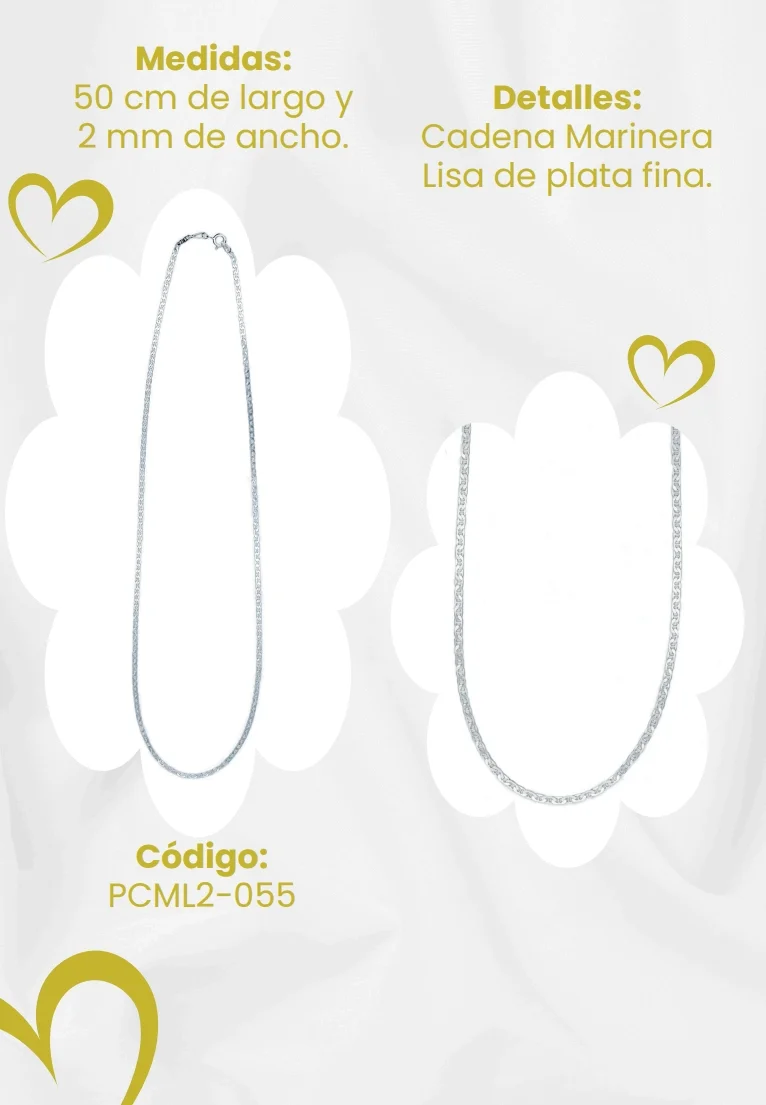 Medidas:
50 cm de largo y
2 mm de ancho.
Detalles:
Cadena Marinera
Lisa de plata fina.
Código:
PCML2-055